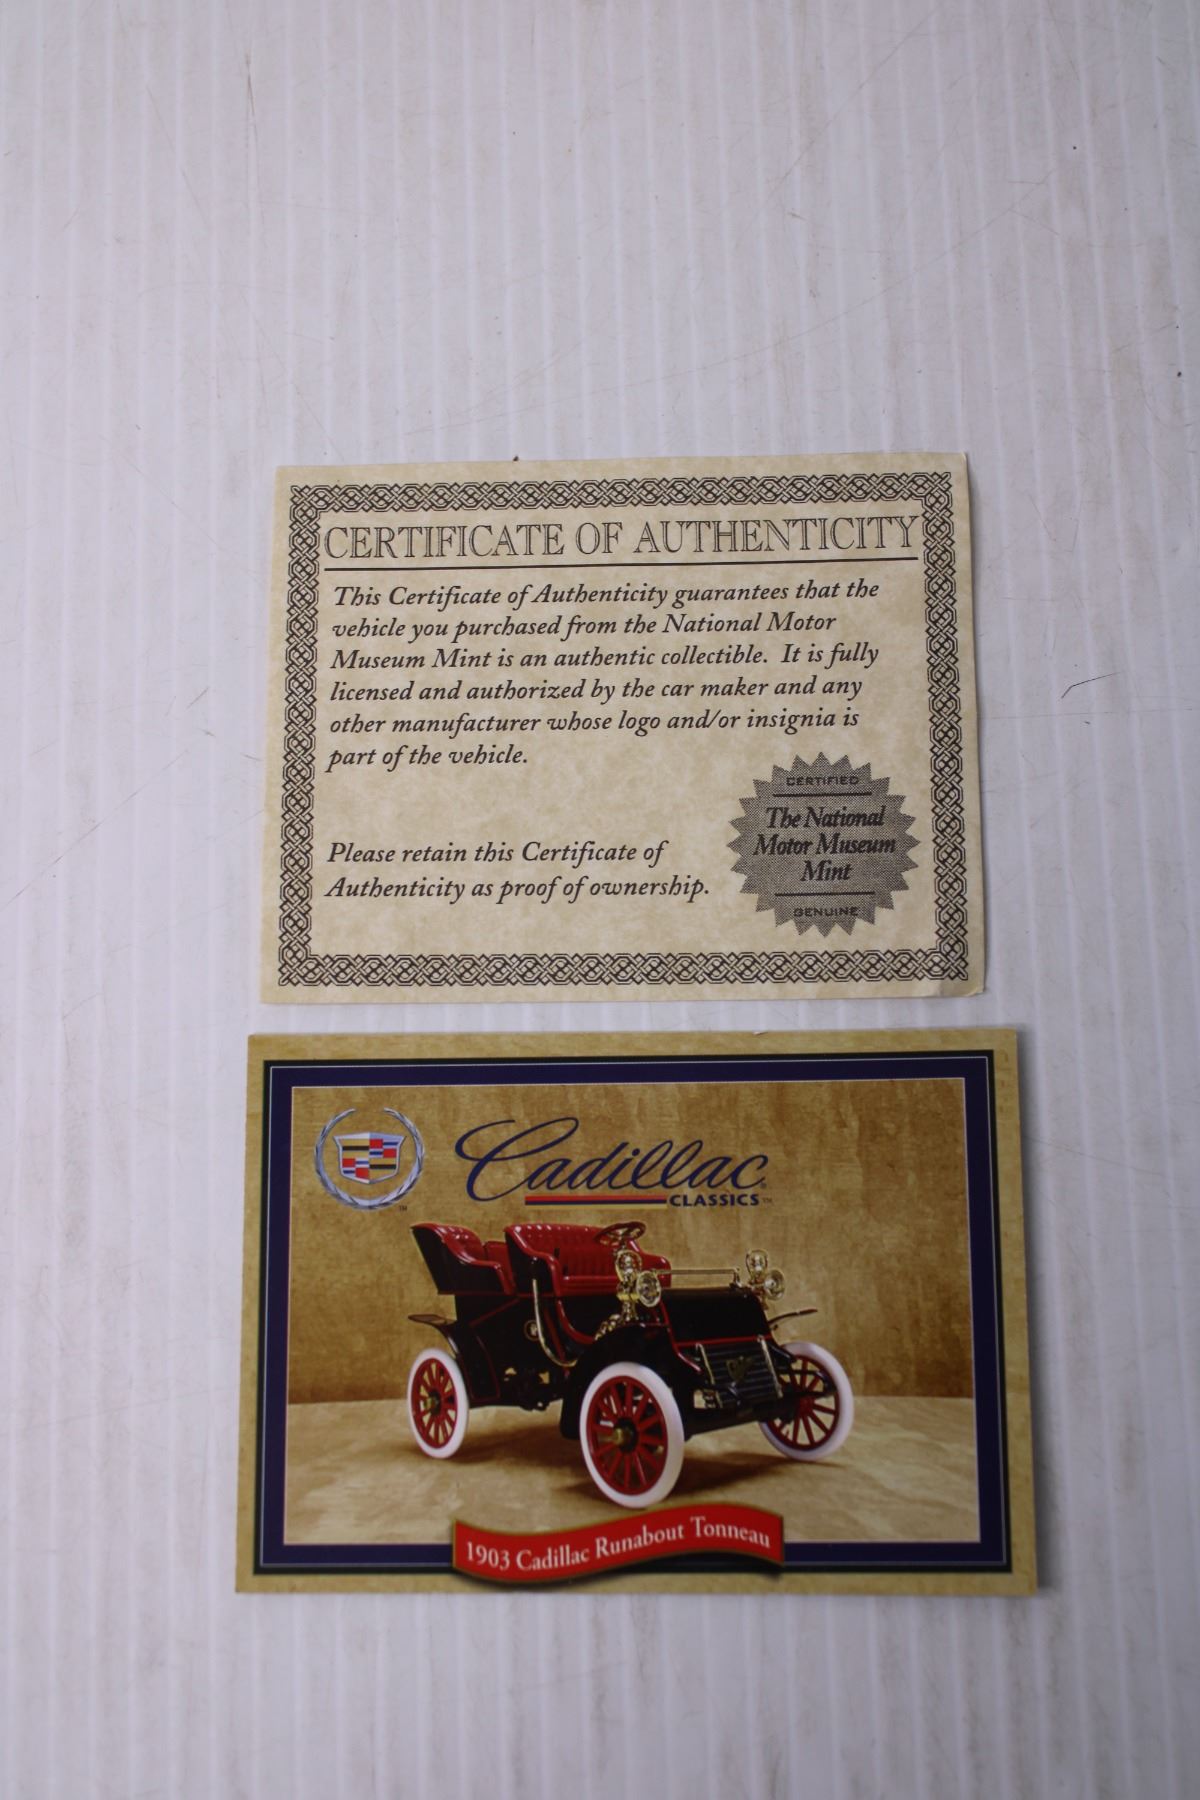 CERTIFICATE OF AUTHENTICITY
This Certificate of Authenticity guarantees that the
vehicle you purchased from the National Motor
Museum Mint is an authentic collectible. It is fully
licensed and authorized by the car maker and any
other manufacturer whose logo and/or insignia is
part of the vehicle.
Please retain this Certificate of
Authenticity as proof of ownership.
CERTIFIED
The National
Motor Museum
Mint
GENUINE
Cadillac®
CLASSICS™
TM
1903 Cadillac Runabout Tonneau